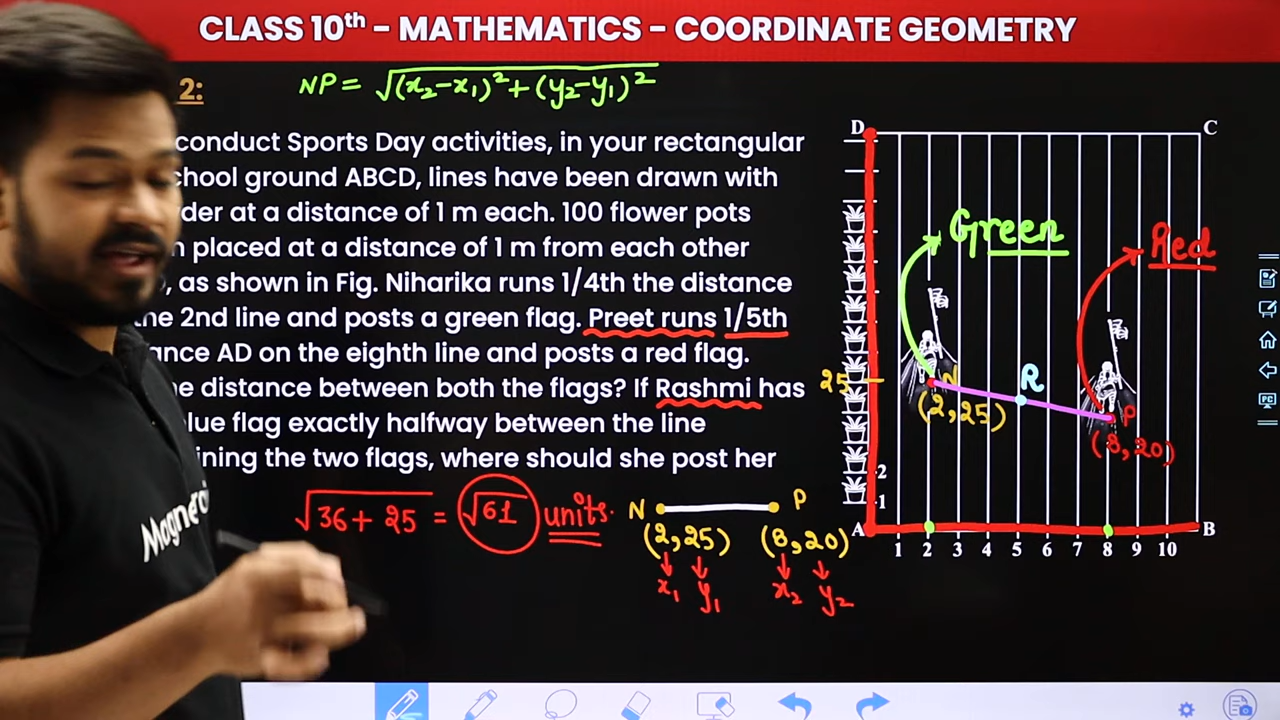 CLASS 10th - MATHEMATICS - COORDINATE GEOMETRY
2:
NP = √(x₂-x₁)²+(y₂-y₁)²
conduct Sports Day activities, in your rectangular
chool ground ABCD, lines have been drawn with
der at a distance of 1 m each. 100 flower pots
n placed at a distance of 1 m from each other
, as shown in Fig. Niharika runs 1/4th the distance
he 2nd line and posts a green flag. Preet runs 1/5th
ance AD on the eighth line and posts a red flag.
e distance between both the flags? If Rashmi has
lue flag exactly halfway between the line
ining the two flags, where should she post her
√36 + 25 = √61 units.
N P
(2,25) (8,20)
x₁ y₁ x₂ y₂
D C
Green Red
25 N R P
(2,25) (8,20)
2
1
A B
1 2 3 4 5 6 7 8 9 10
Magne